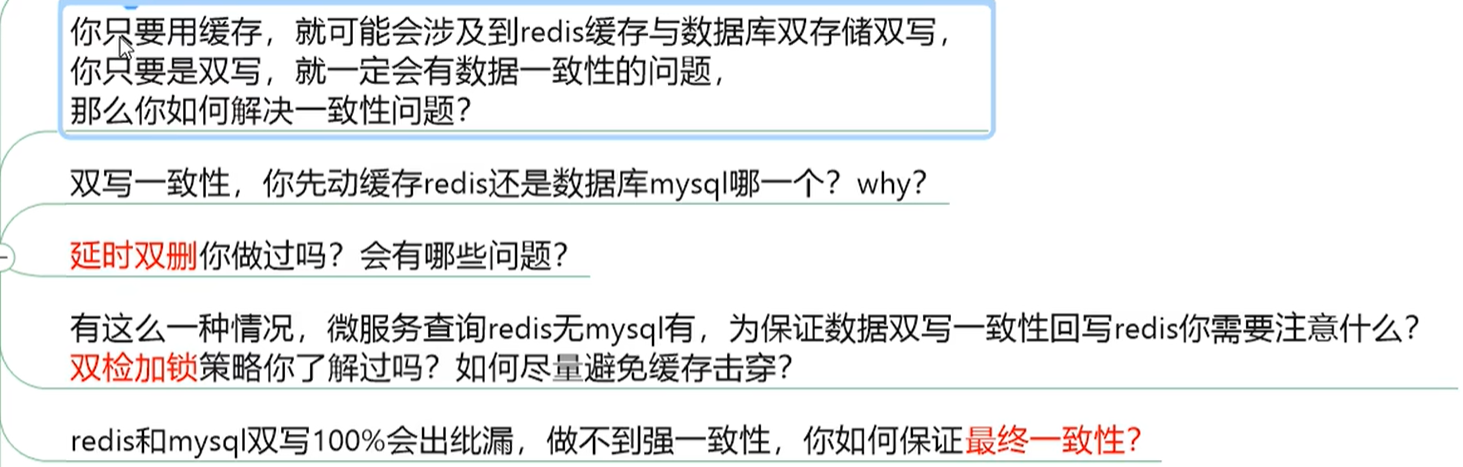 你只要用缓存，就可能会涉及到redis缓存与数据库双存储双写，
你只要是双写，就一定会有数据一致性的问题，
那么你如何解决一致性问题？
双写一致性，你先动缓存redis还是数据库mysql哪一个？why？
延时双删你做过吗？会有哪些问题？
有这么一种情况，微服务查询redis无mysql有，为保证数据双写一致性回写redis你需要注意什么？
双检加锁策略你了解过吗？如何尽量避免缓存击穿？
redis和mysql双写100%会出纰漏，做不到强一致性，你如何保证最终一致性？